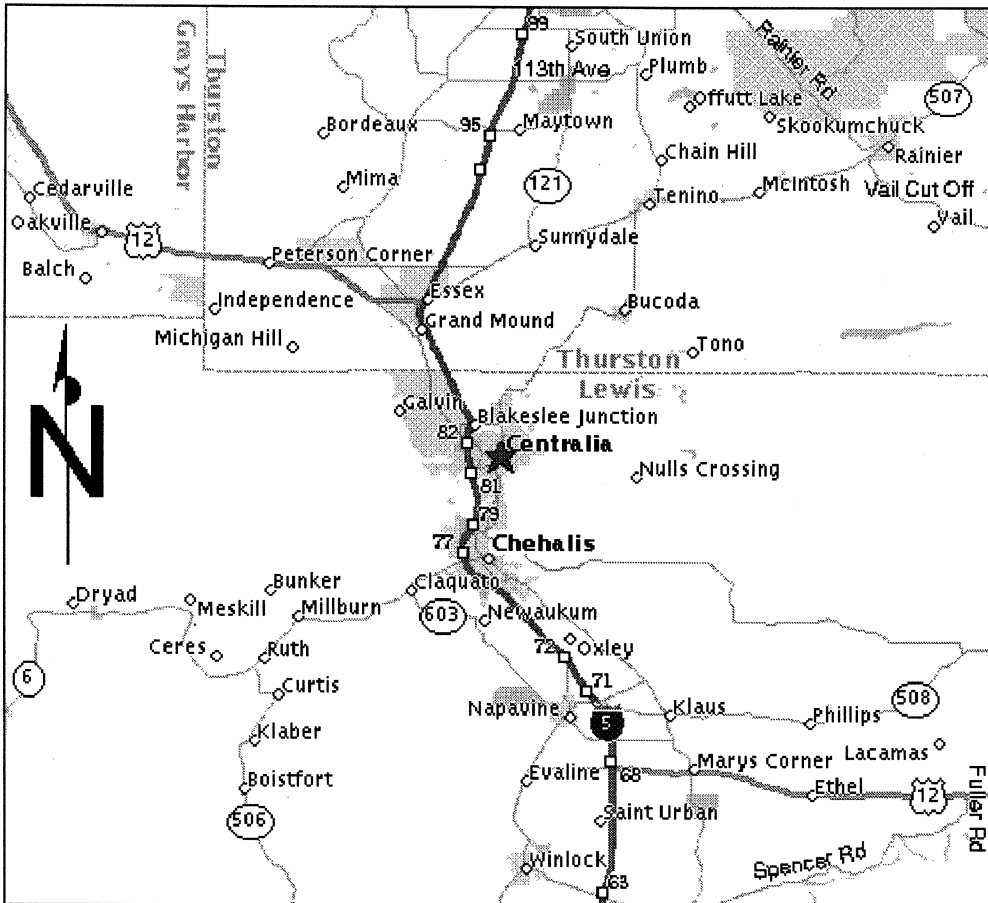 99
South Union
Rainier Rd
13th Ave
Plumb
Offutt Lake
507
Bordeaux
95
Maytown
Skookumchuck
Grays Harbor
Thurston
Chain Hill
Rainier
Cedarville
Mima
121
Tenino
McIntosh
Vail Cut Off
Oakville
12
Sunnydale
Vail
Balch
Peterson Corner
Essex
Independence
Bucoda
Grand Mound
Michigan Hill
Tono
Thurston
Lewis
Galvin
Blakeslee Junction
82
Centralia
N
Nulls Crossing
81
79
77
Chehalis
Dryad
Bunker
Claquato
Meskill
Millburn
603
Newaukum
Ceres
Ruth
72
Oxley
6
Curtis
71
508
Napavine
5
Klaus
Phillips
Klaber
Lacamas
Boistfort
Evaline
68
Marys Corner
Ethel
12
Fuller Rd
506
Saint Urban
Winlock
Spencer Rd
63